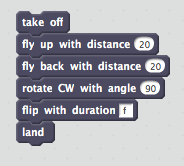 take off
fly up with distance 20
fly back with distance 20
rotate CW with angle 90
flip with duration f
land